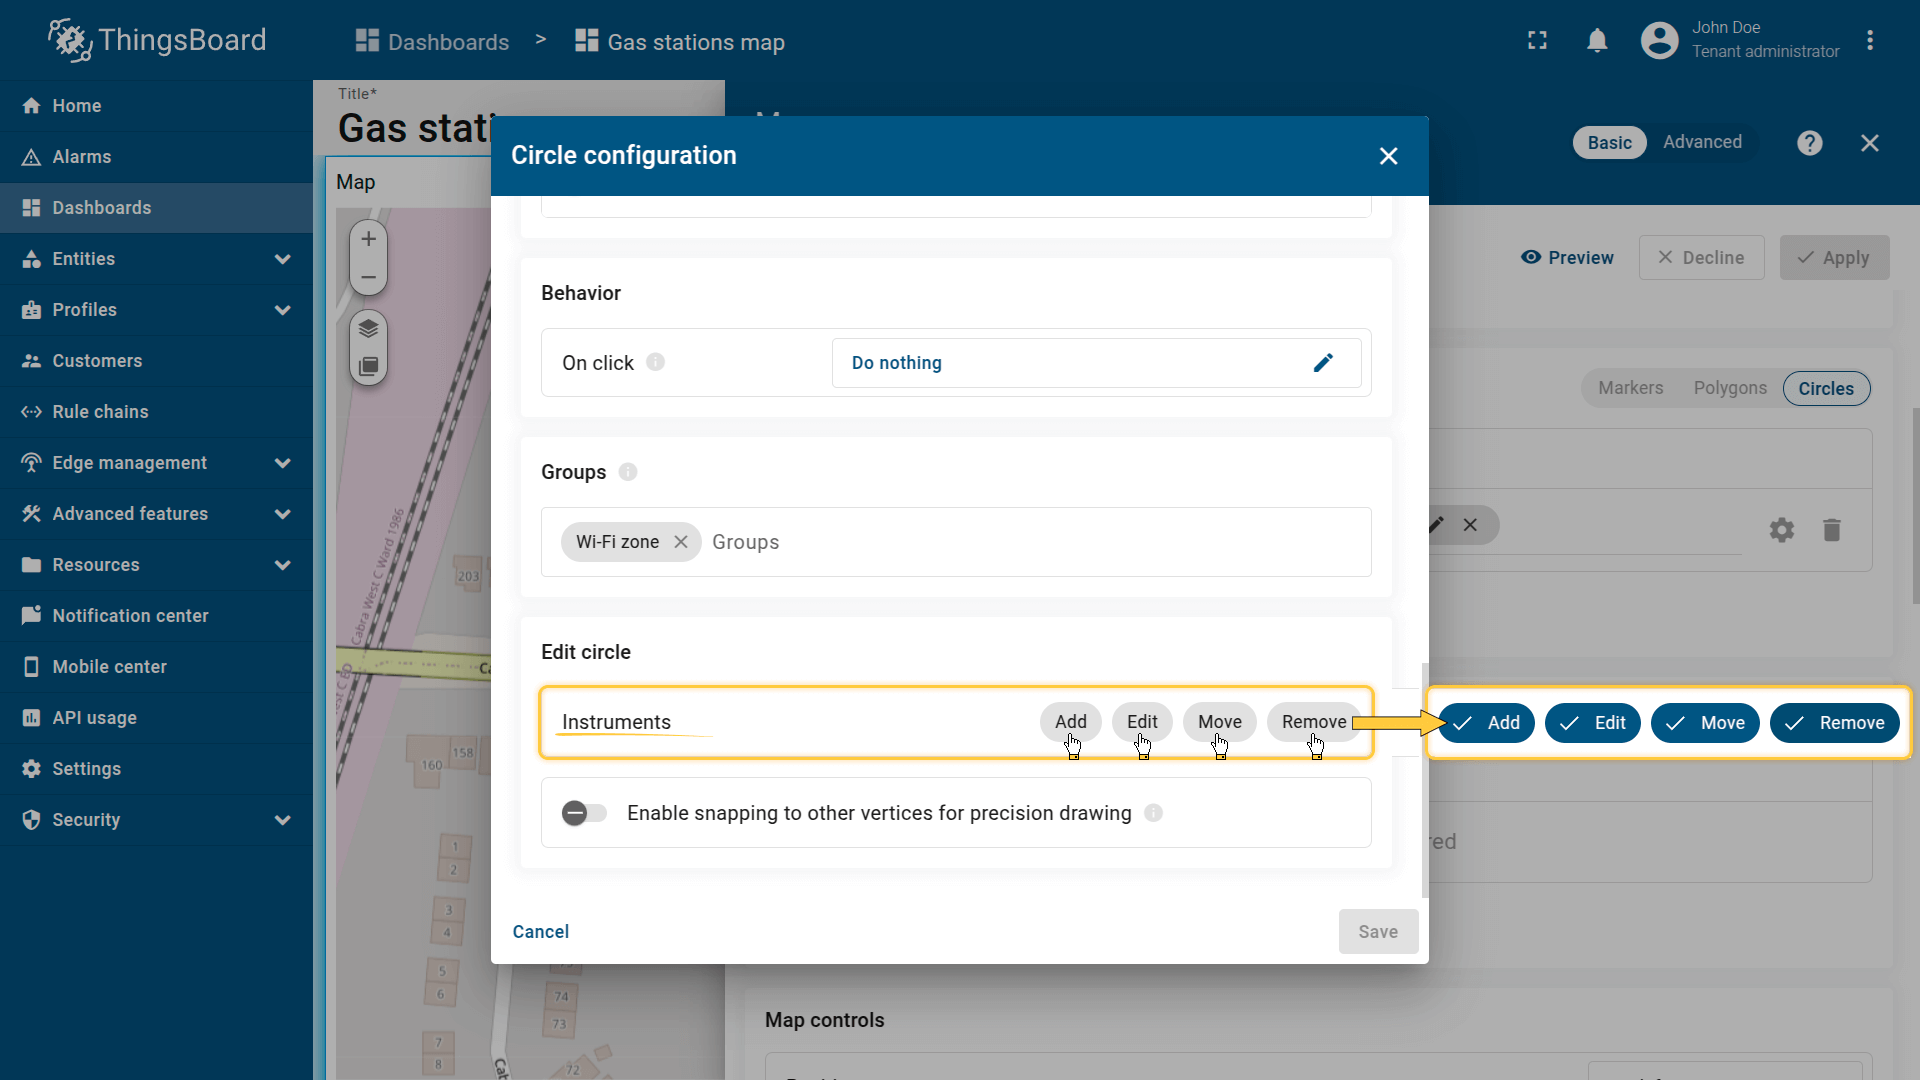 ThingsBoard
Dashboards > Gas stations map
John Doe
Tenant administrator
Home
Alarms
Dashboards
Entities
Profiles
Customers
Rule chains
Edge management
Advanced features
Resources
Notification center
Mobile center
API usage
Settings
Security
Title*
Gas stati
Map
Cabra West C Ward 1986
203
158
160
1
2
3
4
5
6
7
8
74
73
72
Circle configuration
Behavior
On click
Do nothing
Groups
Wi-Fi zone
Groups
Edit circle
Instruments
Add
Edit
Move
Remove
Enable snapping to other vertices for precision drawing
Cancel
Save
Basic
Advanced
Preview
Decline
Apply
Markers
Polygons
Circles
Add
Edit
Move
Remove
red
Map controls